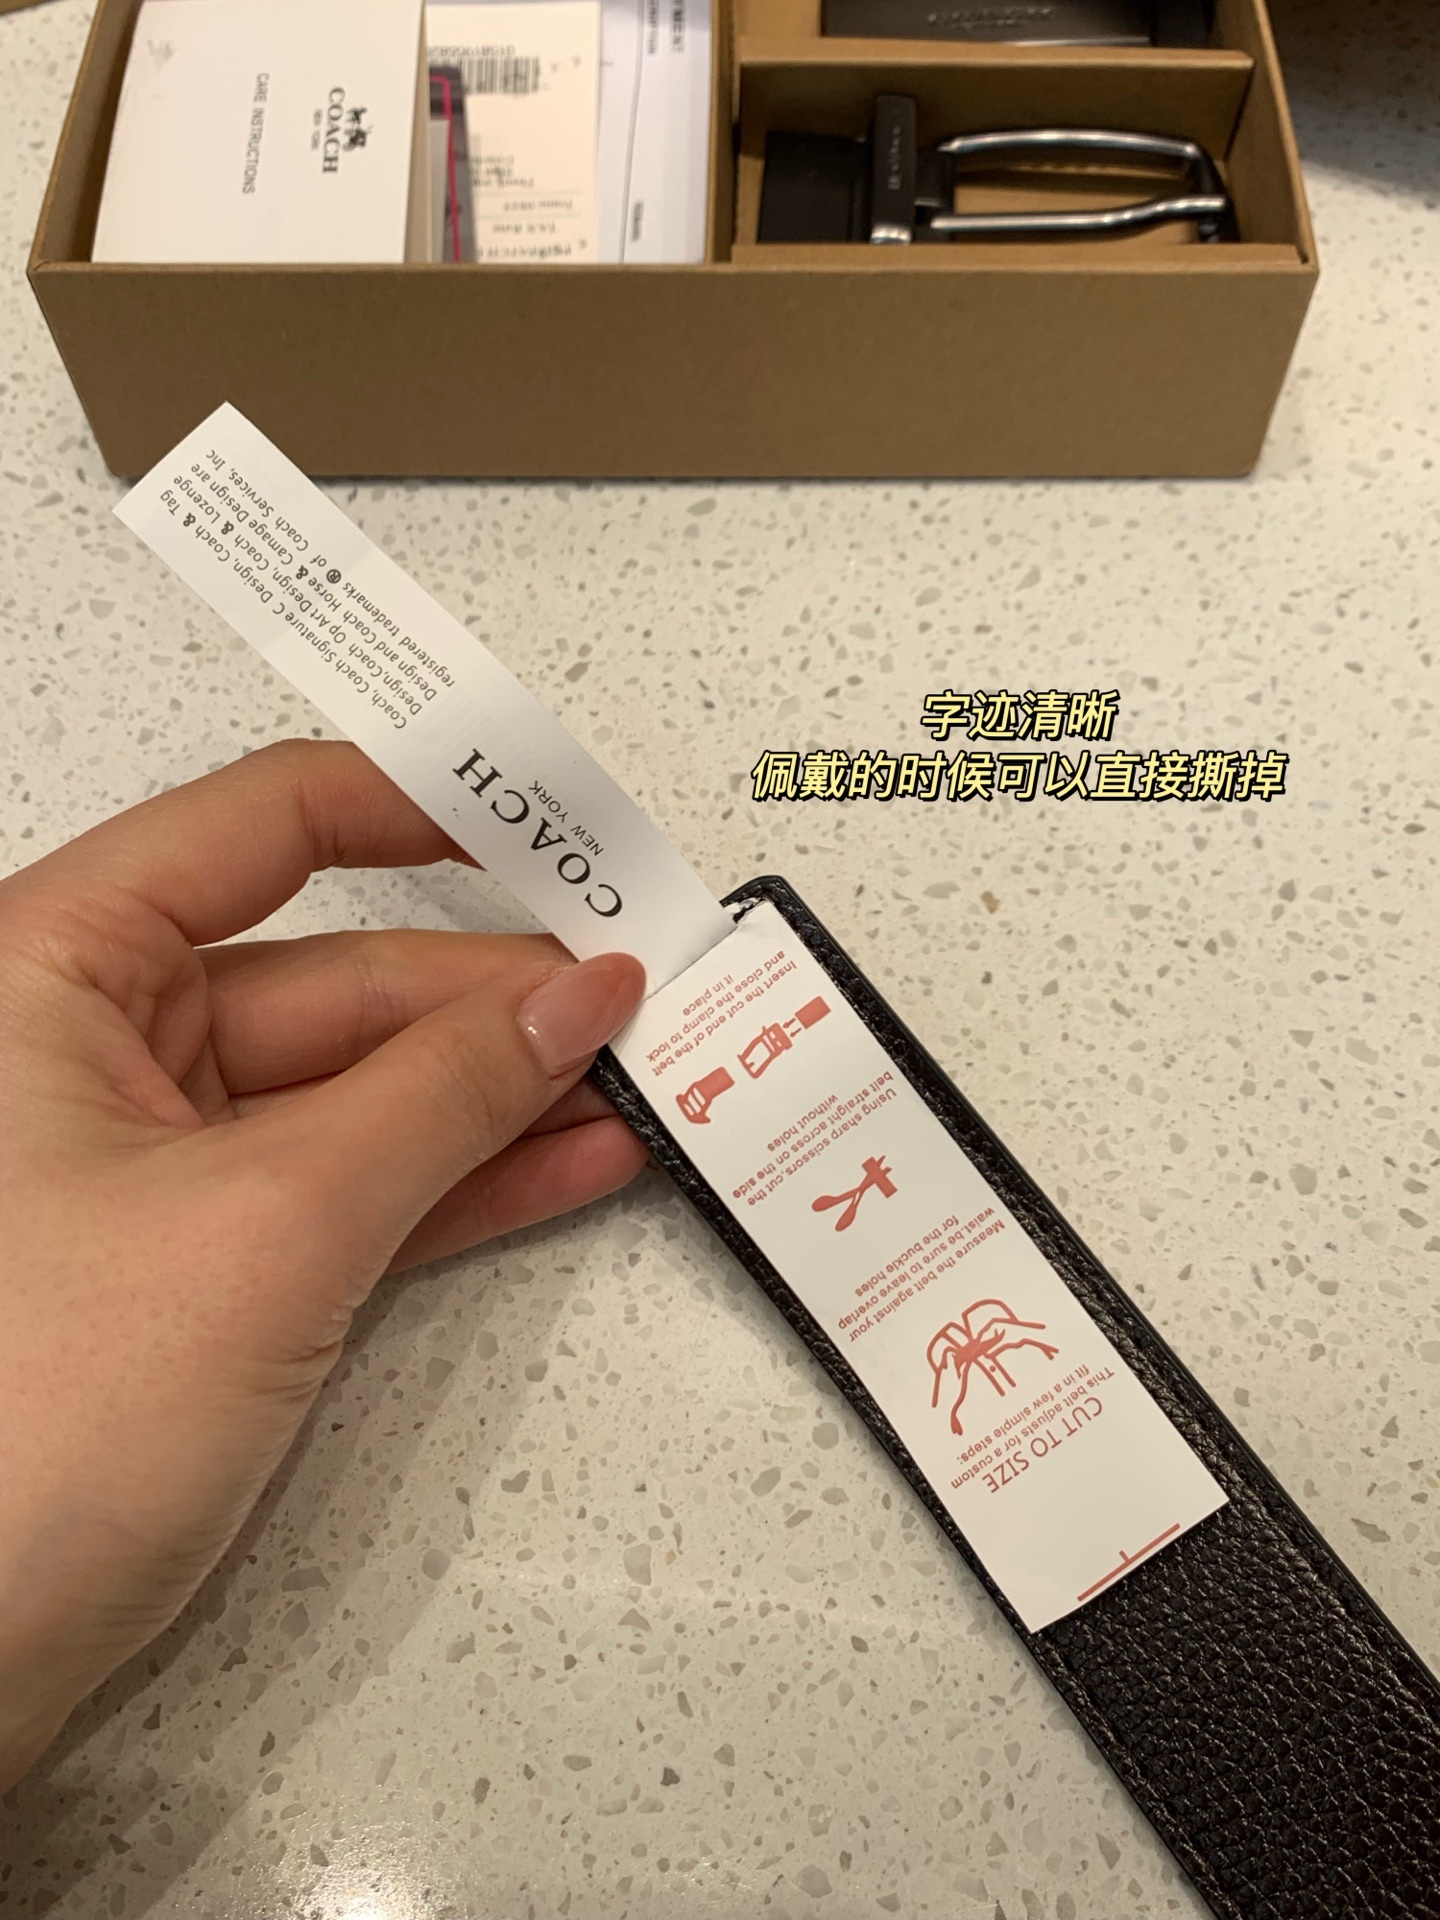 COACH
NEW YORK
CARE INSTRUCTIONS
字迹清晰
佩戴的时候可以直接撕掉
COACH
NEW YORK
Coach, Coach Signature C Design, Coach & Tag
Design,Coach Op Art Design, Coach & Lozenge
Design and Coach Horse & Carnage Design are
registered trademarks ® of Coach Services, Inc
CUT TO SIZE
This belt adjusts for a custom
fit in a few simple steps:
Measure the belt against your
waist.be sure to leave overlap
for the buckle holes
Using sharp scissors,cut the
belt straight across on the side
without holes
Insert the cut end of the belt
and close the clamp to lock
it in place